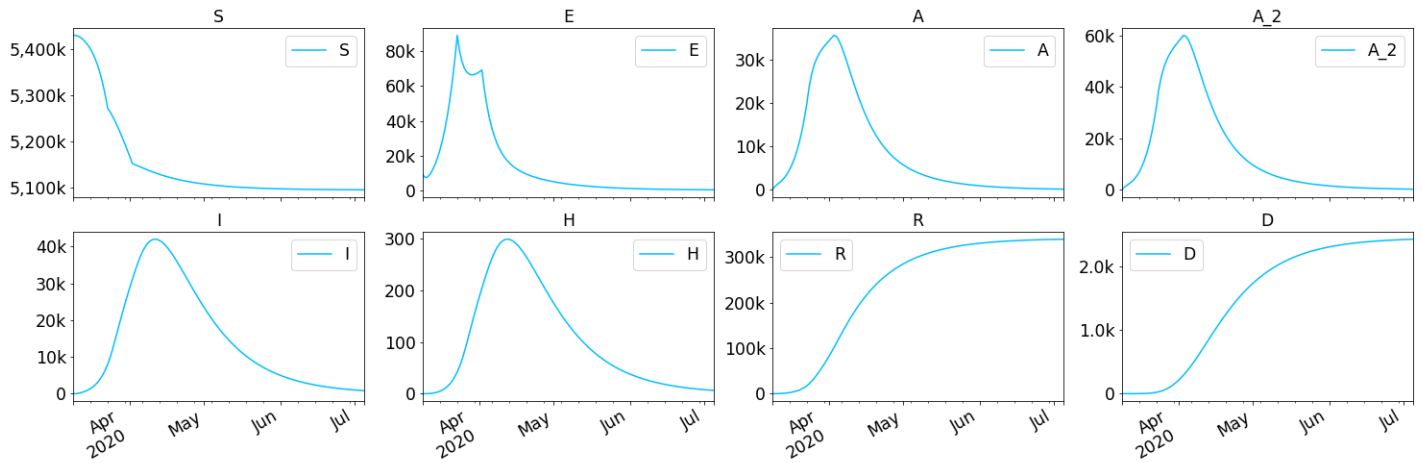 S
5,400k
5,300k
5,200k
5,100k
S
E
80k
60k
40k
20k
0
E
A
30k
20k
10k
0
A
A_2
60k
40k
20k
0
A_2
I
40k
30k
20k
10k
0
I
Apr
2020
May
Jun
Jul
H
300
200
100
0
H
Apr
2020
May
Jun
Jul
R
300k
200k
100k
0
R
Apr
2020
May
Jun
Jul
D
2.0k
1.0k
0
D
Apr
2020
May
Jun
Jul